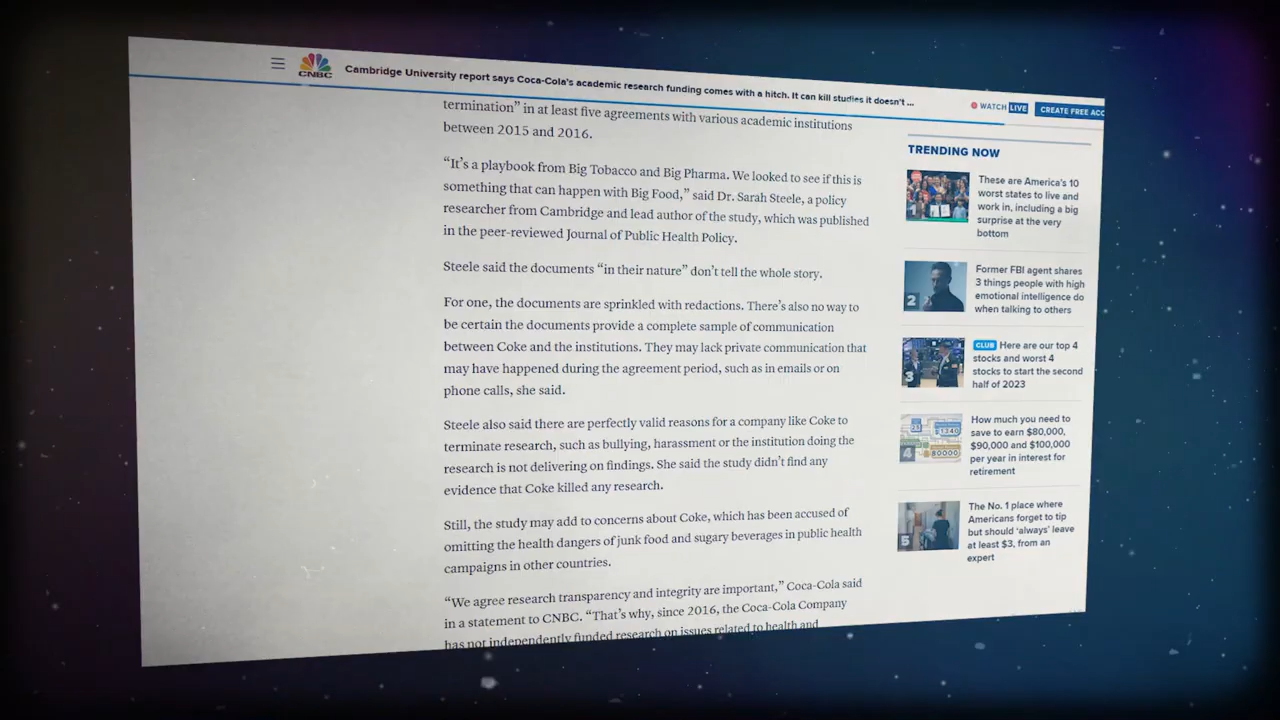 CNBC
Cambridge University report says Coca-Cola's academic research funding comes with a hitch. It can kill studies it doesn't ...
WATCH LIVE
CREATE FREE ACC
termination” in at least five agreements with various academic institutions
between 2015 and 2016.
“It’s a playbook from Big Tobacco and Big Pharma. We looked to see if this is
something that can happen with Big Food,” said Dr. Sarah Steele, a policy
researcher from Cambridge and lead author of the study, which was published
in the peer-reviewed Journal of Public Health Policy.
Steele said the documents “in their nature” don’t tell the whole story.
For one, the documents are sprinkled with redactions. There’s also no way to
be certain the documents provide a complete sample of communication
between Coke and the institutions. They may lack private communication that
may have happened during the agreement period, such as in emails or on
phone calls, she said.
Steele also said there are perfectly valid reasons for a company like Coke to
terminate research, such as bullying, harassment or the institution doing the
research is not delivering on findings. She said the study didn’t find any
evidence that Coke killed any research.
Still, the study may add to concerns about Coke, which has been accused of
omitting the health dangers of junk food and sugary beverages in public health
campaigns in other countries.
“We agree research transparency and integrity are important,” Coca-Cola said
in a statement to CNBC. “That’s why, since 2016, the Coca-Cola Company
has not independently funded research on issues related to health and
TRENDING NOW
These are America's 10
worst states to live and
work in, including a big
surprise at the very
bottom
2
Former FBI agent shares
3 things people with high
emotional intelligence do
when talking to others
3
CLUB Here are our top 4
stocks and worst 4
stocks to start the second
half of 2023
4
How much you need to
save to earn $80,000,
$90,000 and $100,000
per year in interest for
retirement
5
The No. 1 place where
Americans forget to tip
but should ‘always’ leave
at least $3, from an
expert